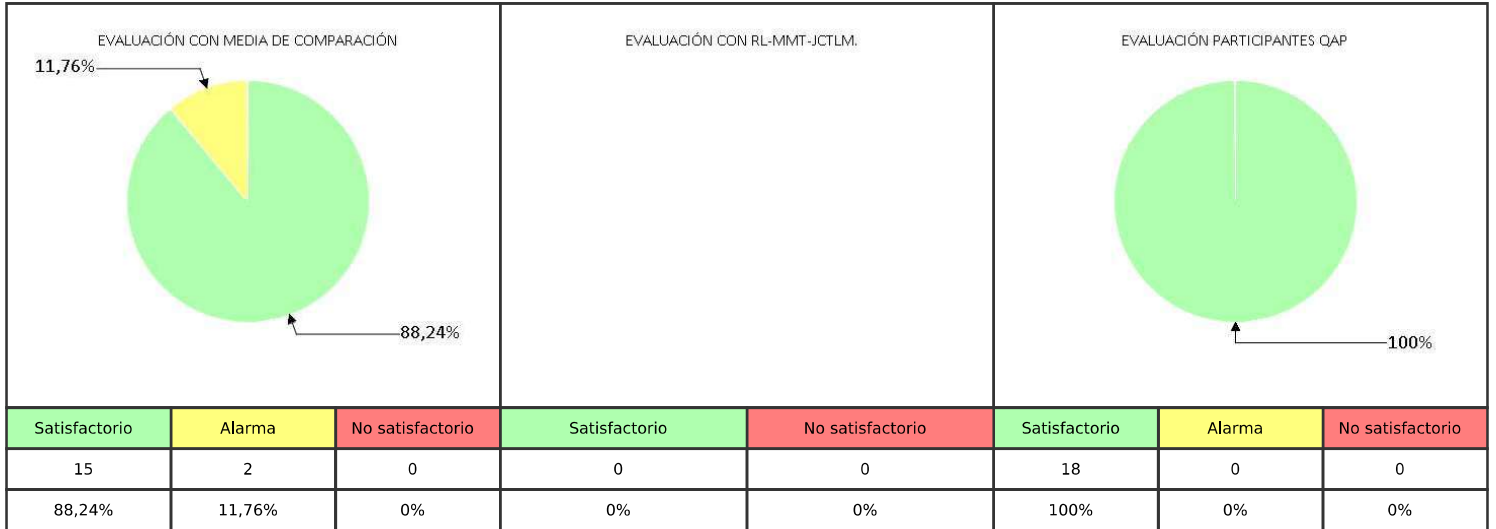 EVALUACIÓN CON MEDIA DE COMPARACIÓN
11,76%
88,24%
EVALUACIÓN CON RL-MMT-JCTLM.
EVALUACIÓN PARTICIPANTES QAP
100%
Satisfactorio Alarma No satisfactorio Satisfactorio No satisfactorio Satisfactorio Alarma No satisfactorio
15 2 0 0 0 18 0 0
88,24% 11,76% 0% 0% 0% 100% 0% 0%